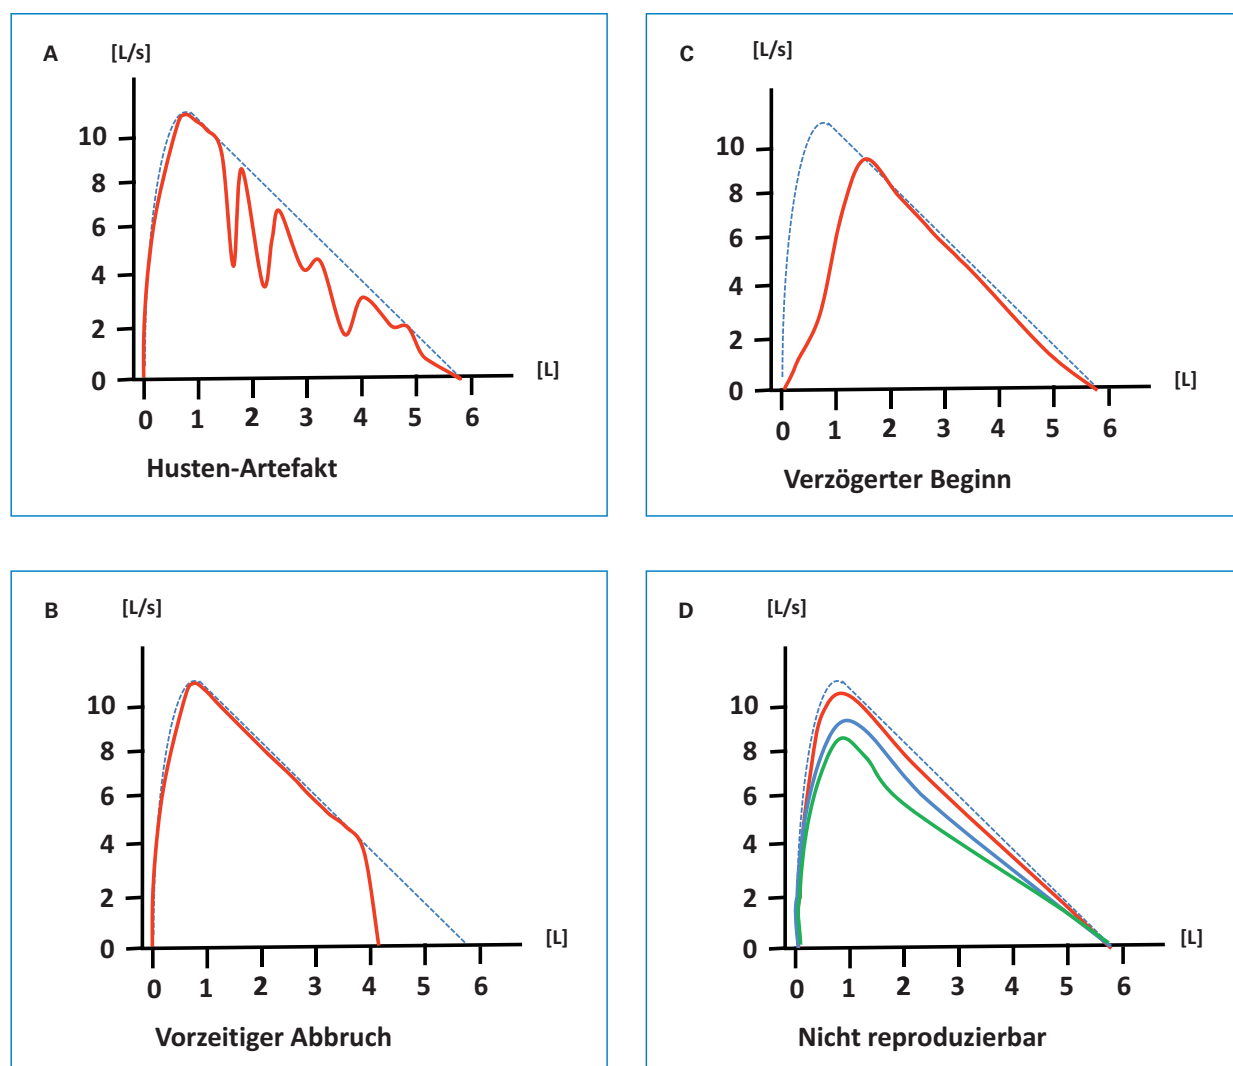 A
[L/s]
10
8
6
4
2
0
[L]
0 1 2 3 4 5 6
Husten-Artefakt
C
[L/s]
10
8
6
4
2
0
[L]
0 1 2 3 4 5 6
Verzögerter Beginn
B
[L/s]
10
8
6
4
2
0
[L]
0 1 2 3 4 5 6
Vorzeitiger Abbruch
D
[L/s]
10
8
6
4
2
0
[L]
0 1 2 3 4 5 6
Nicht reproduzierbar